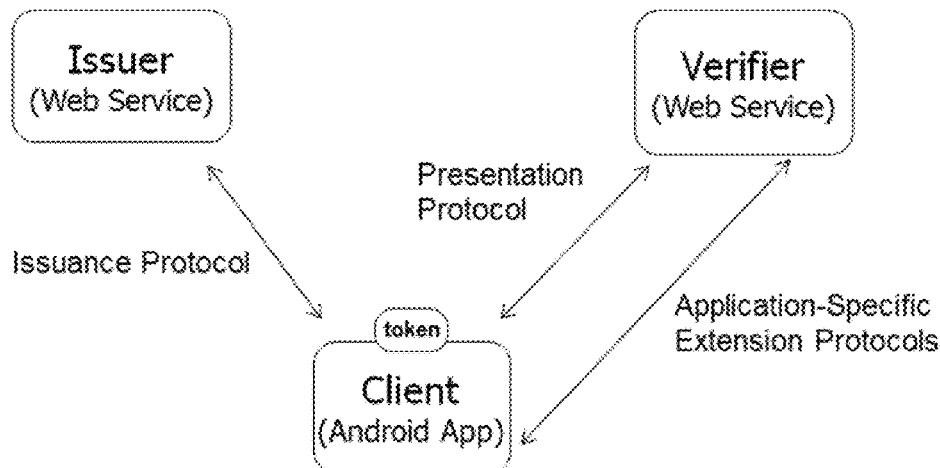 Issuer
(Web Service)
Verifier
(Web Service)
Presentation
Protocol
Issuance Protocol
Application-Specific
Extension Protocols
token
Client
(Android App)